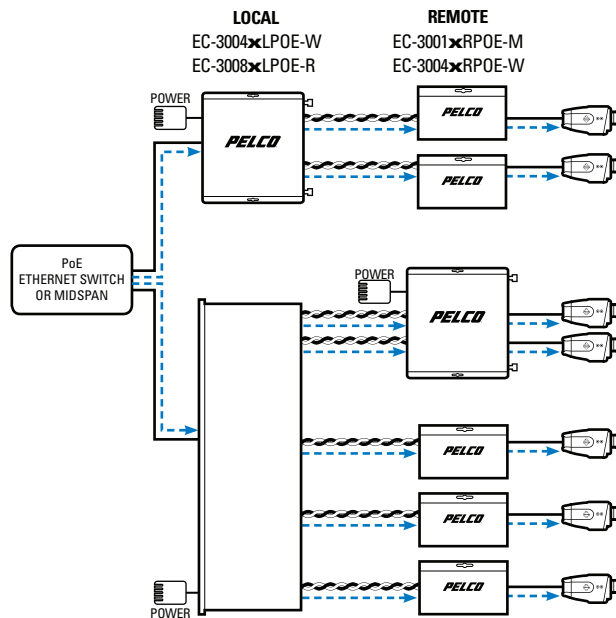 LOCAL
EC-3004xLPOE-W
EC-3008xLPOE-R
REMOTE
EC-3001xRPOE-M
EC-3004xRPOE-W
POWER
PELCO
PELCO
PELCO
PoE
ETHERNET SWITCH
OR MIDSPAN
POWER
PELCO
PELCO
PELCO
PELCO
POWER